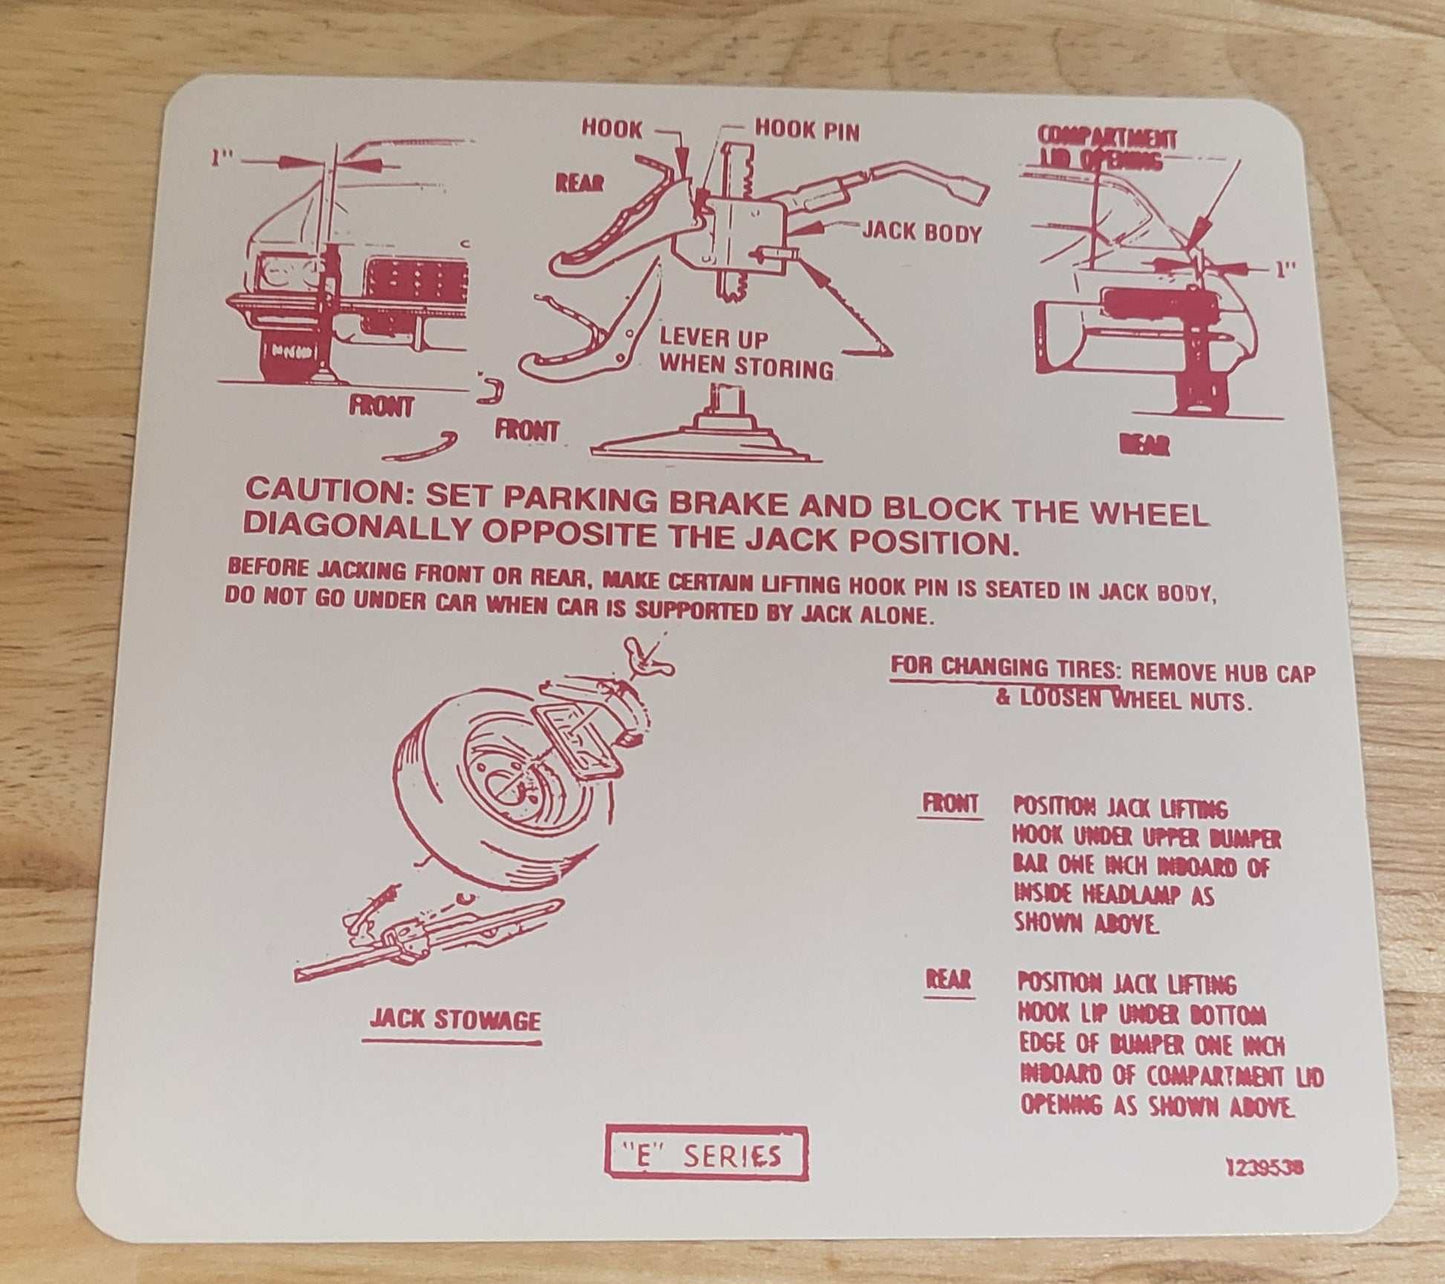 1"
HOOK
HOOK PIN
REAR
JACK BODY
COMPARTMENT
LID OPENING
1"
LEVER UP
WHEN STORING
FRONT
FRONT
REAR
CAUTION: SET PARKING BRAKE AND BLOCK THE WHEEL
DIAGONALLY OPPOSITE THE JACK POSITION.
BEFORE JACKING FRONT OR REAR, MAKE CERTAIN LIFTING HOOK PIN IS SEATED IN JACK BODY,
DO NOT GO UNDER CAR WHEN CAR IS SUPPORTED BY JACK ALONE.
FOR CHANGING TIRES: REMOVE HUB CAP
& LOOSEN WHEEL NUTS.
FRONT POSITION JACK LIFTING
HOOK UNDER UPPER BUMPER
BAR ONE INCH INBOARD OF
INSIDE HEADLAMP AS
SHOWN ABOVE.
REAR POSITION JACK LIFTING
HOOK LIP UNDER BOTTOM
EDGE OF BUMPER ONE INCH
INBOARD OF COMPARTMENT LID
OPENING AS SHOWN ABOVE.
JACK STOWAGE
"E" SERIES
1239538